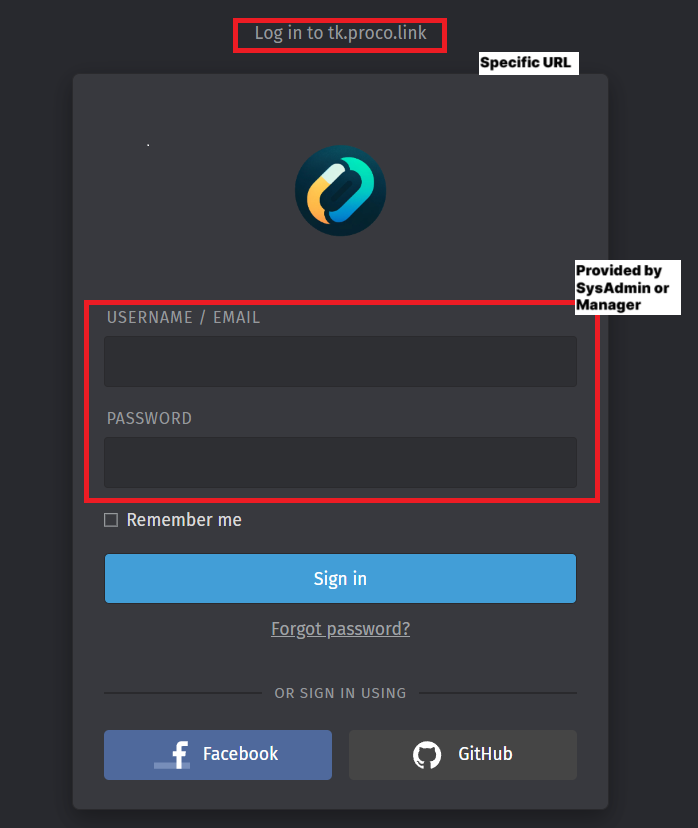 Log in to tk.proco.link
Specific URL
Provided by
SysAdmin or
Manager
USERNAME / EMAIL
PASSWORD
Remember me
Sign in
Forgot password?
OR SIGN IN USING
Facebook
GitHub